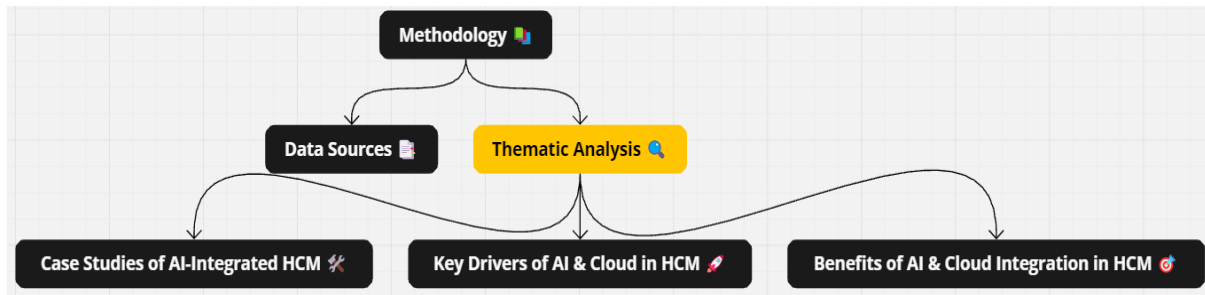 Methodology
Data Sources
Thematic Analysis
Case Studies of AI-Integrated HCM
Key Drivers of AI & Cloud in HCM
Benefits of AI & Cloud Integration in HCM